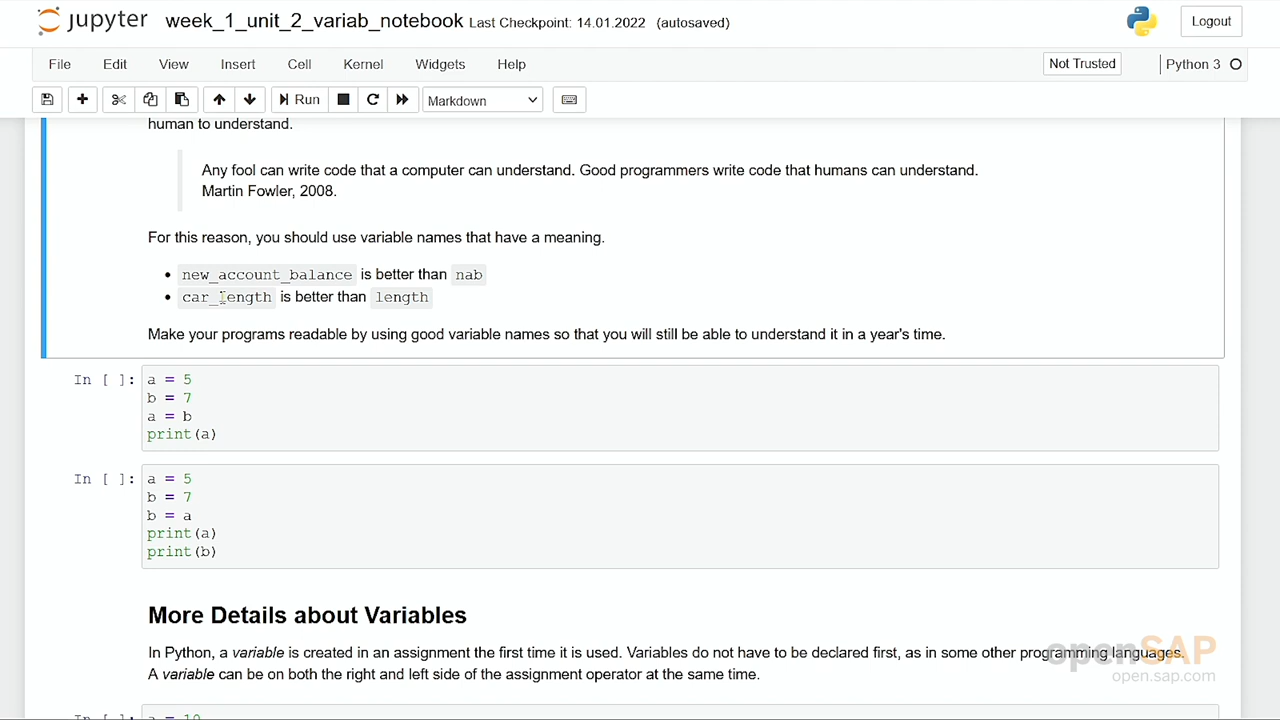 jupyter week_1_unit_2_variab_notebook Last Checkpoint: 14.01.2022 (autosaved) Logout
File Edit View Insert Cell Kernel Widgets Help Not Trusted Python 3
Run Markdown
human to understand.
Any fool can write code that a computer can understand. Good programmers write code that humans can understand.
Martin Fowler, 2008.
For this reason, you should use variable names that have a meaning.
• new_account_balance is better than nab
• car_length is better than length
Make your programs readable by using good variable names so that you will still be able to understand it in a year's time.
In [ ]: a = 5
b = 7
a = b
print(a)
In [ ]: a = 5
b = 7
b = a
print(a)
print(b)
More Details about Variables
In Python, a variable is created in an assignment the first time it is used. Variables do not have to be declared first, as in some other programming languages.
A variable can be on both the right and left side of the assignment operator at the same time.
openSAP
open.sap.com
In [ ]: a = 10